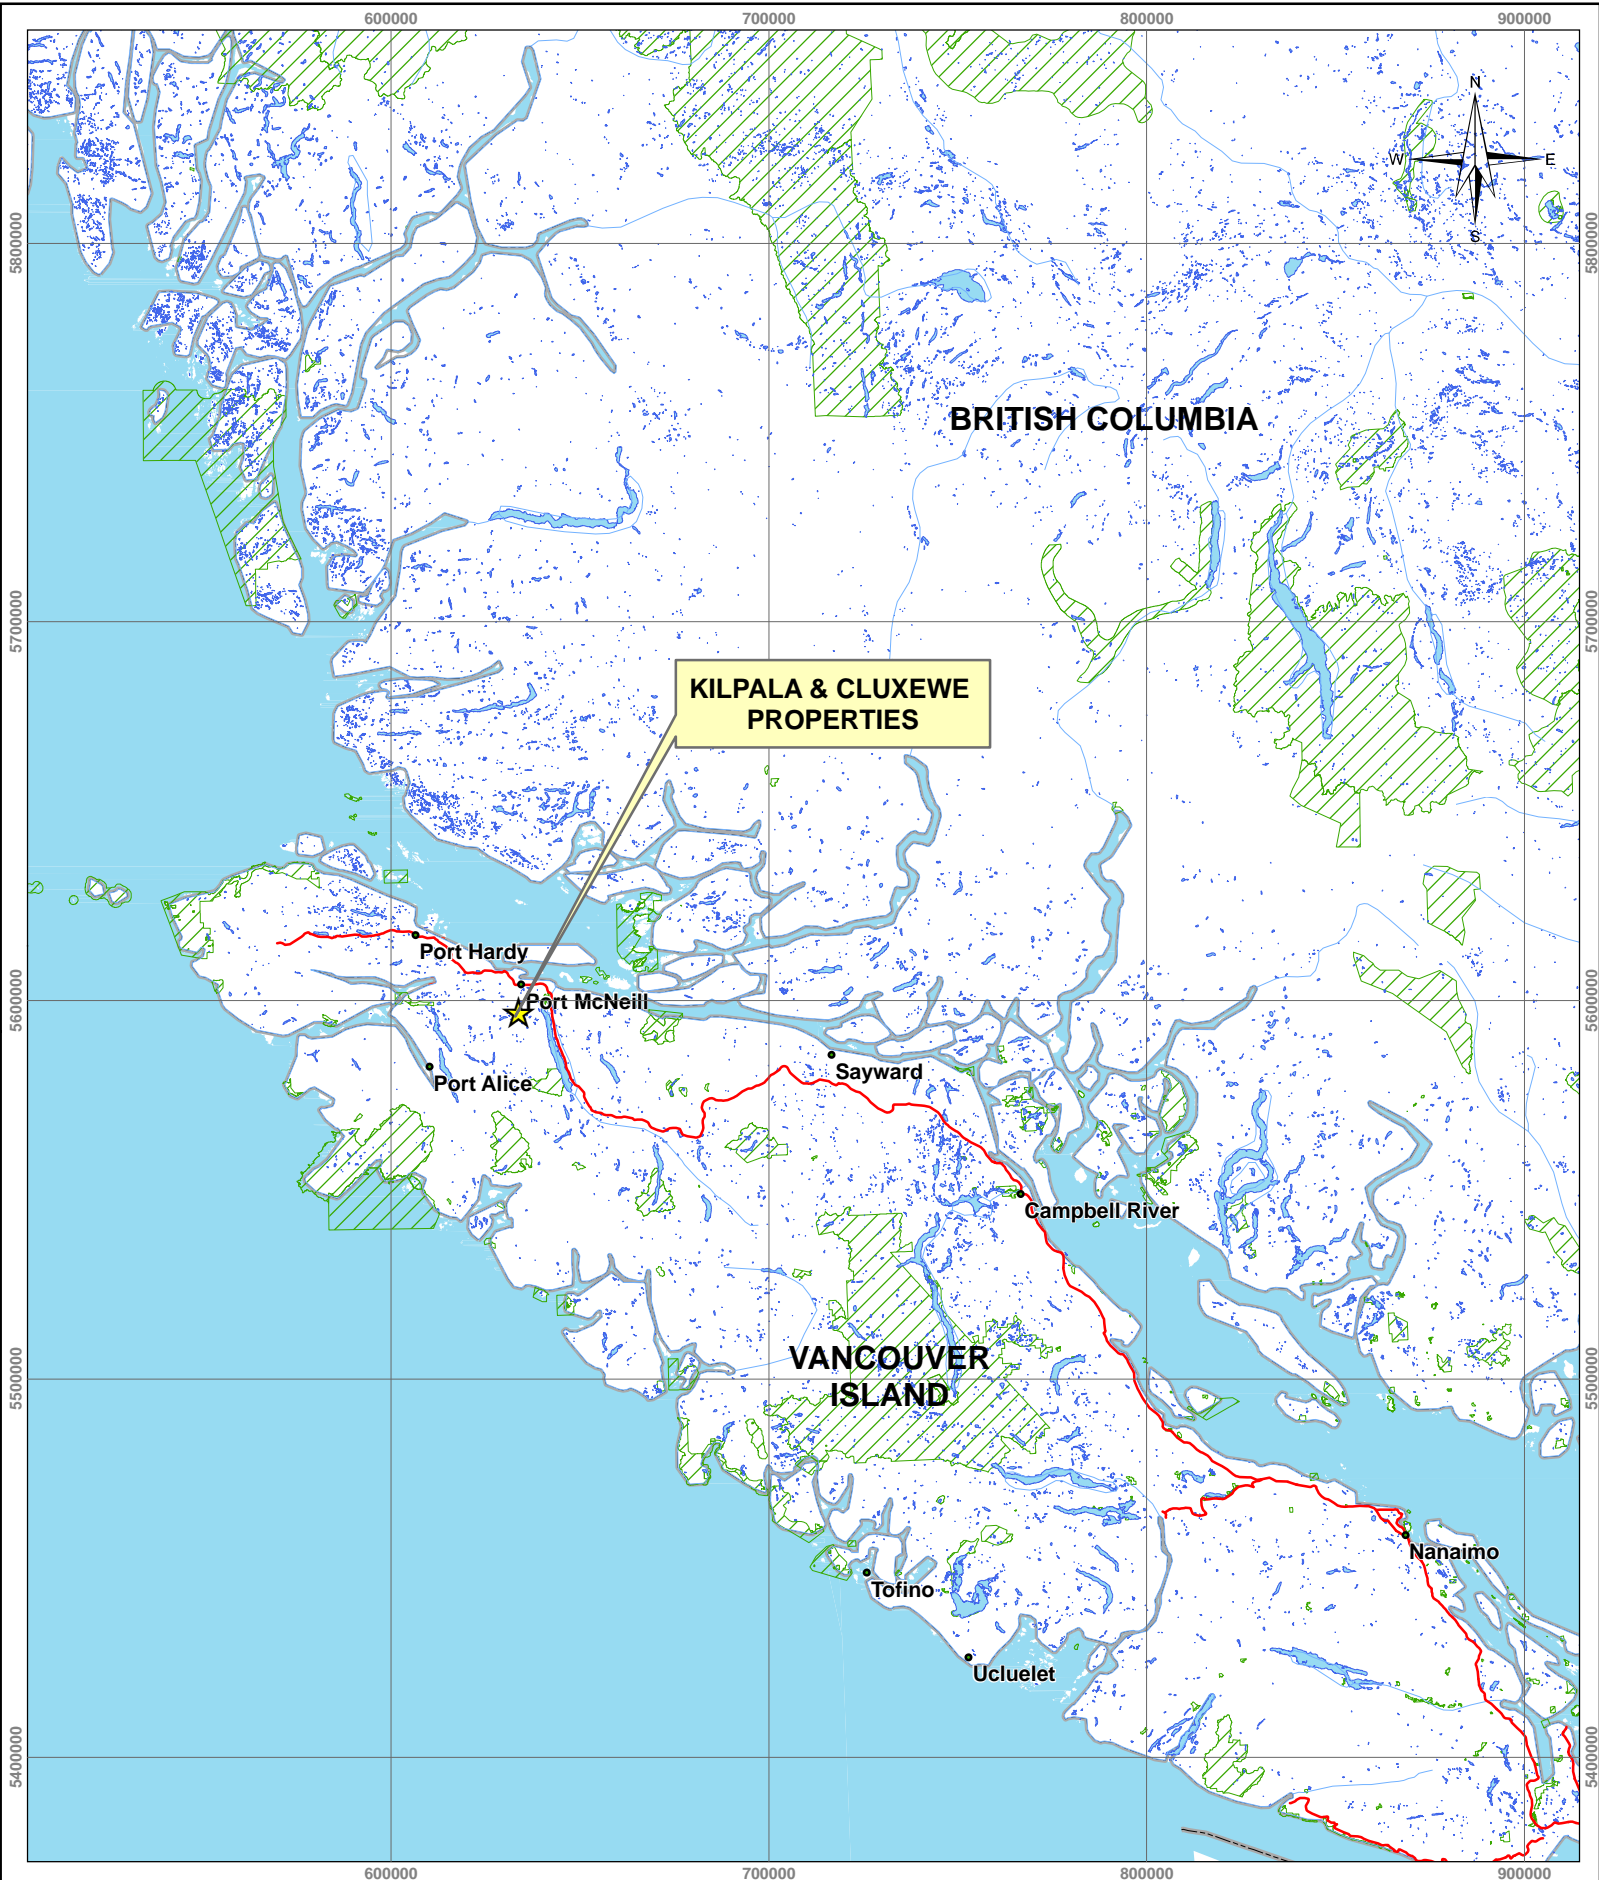 600000
700000
800000
900000
N
W
E
S
5800000
5800000
BRITISH COLUMBIA
5700000
5700000
KILPALA & CLUXEWE
PROPERTIES
Port Hardy
Port McNeill
5600000
5600000
Sayward
Port Alice
Campbell River
VANCOUVER
ISLAND
5500000
5500000
Nanaimo
Tofino
Ucluelet
5400000
5400000
600000
700000
800000
900000